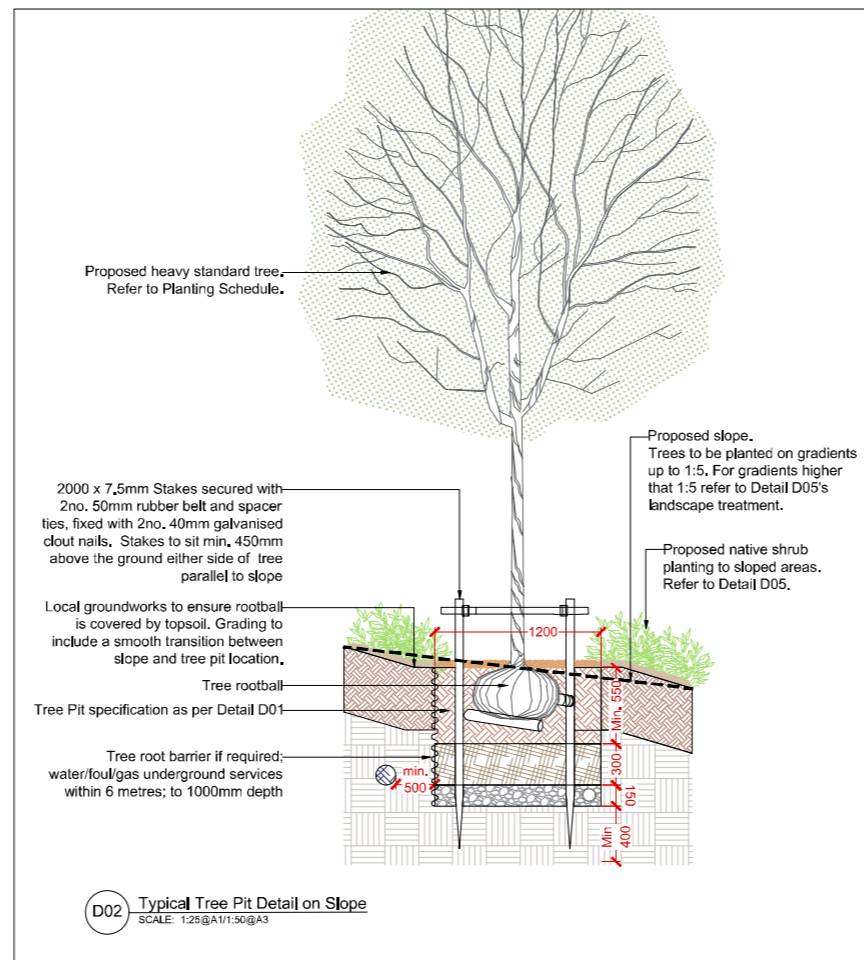 Proposed heavy standard tree.
Refer to Planting Schedule.
Proposed slope.
Trees to be planted on gradients
up to 1:5. For gradients higher
that 1:5 refer to Detail D05's
landscape treatment.
2000 x 7.5mm Stakes secured with
2no. 50mm rubber belt and spacer
ties, fixed with 2no. 40mm galvanised
clout nails. Stakes to sit min. 450mm
above the ground either side of tree
parallel to slope
Proposed native shrub
planting to sloped areas.
Refer to Detail D05.
Local groundworks to ensure rootball
is covered by topsoil. Grading to
include a smooth transition between
slope and tree pit location.
1200
Tree rootball
Min. 550
Tree Pit specification as per Detail D01
Tree root barrier if required;
water/foul/gas underground services
within 6 metres; to 1000mm depth
min.
500
300
150
Min
400
D02
Typical Tree Pit Detail on Slope
SCALE: 1:25@A1/1:50@A3